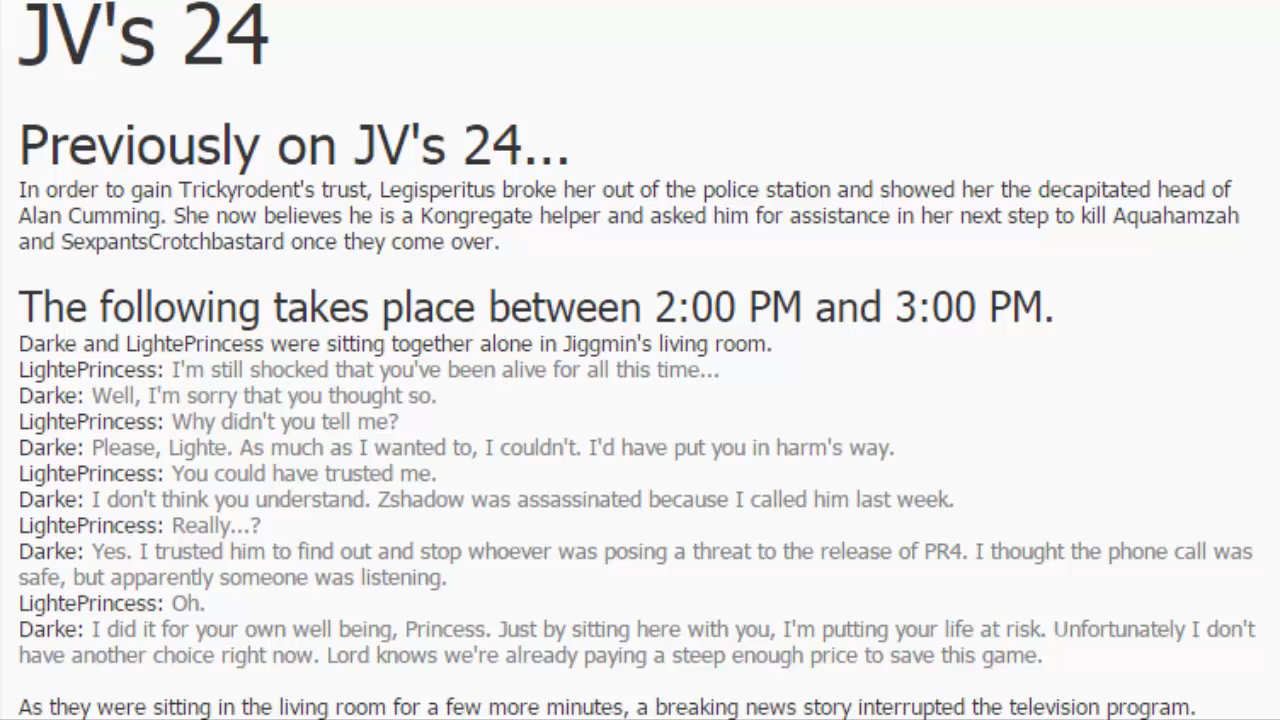 JV's 24
Previously on JV's 24...
In order to gain Trickyrodent's trust, Legisperitus broke her out of the police station and showed her the decapitated head of
Alan Cumming. She now believes he is a Kongregate helper and asked him for assistance in her next step to kill Aquahamzah
and SexpantsCrotchbastard once they come over.
The following takes place between 2:00 PM and 3:00 PM.
Darke and LightePrincess were sitting together alone in Jiggmin's living room.
LightePrincess: I'm still shocked that you've been alive for all this time...
Darke: Well, I'm sorry that you thought so.
LightePrincess: Why didn't you tell me?
Darke: Please, Lighte. As much as I wanted to, I couldn't. I'd have put you in harm's way.
LightePrincess: You could have trusted me.
Darke: I don't think you understand. Zshadow was assassinated because I called him last week.
LightePrincess: Really...?
Darke: Yes. I trusted him to find out and stop whoever was posing a threat to the release of PR4. I thought the phone call was
safe, but apparently someone was listening.
LightePrincess: Oh.
Darke: I did it for your own well being, Princess. Just by sitting here with you, I'm putting your life at risk. Unfortunately I don't
have another choice right now. Lord knows we're already paying a steep enough price to save this game.
As they were sitting in the living room for a few more minutes, a breaking news story interrupted the television program.